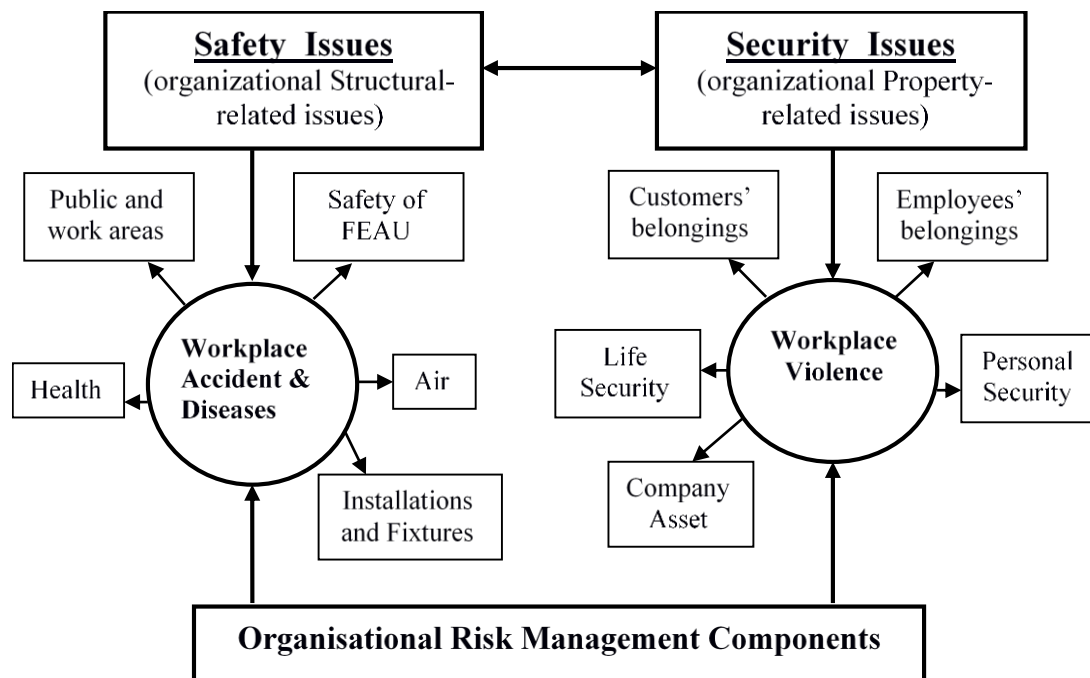 Safety Issues
(organizational Structural-
related issues)
Security Issues
(organizational Property-
related issues)
Public and
work areas
Safety of
FEAU
Customers’
belongings
Employees’
belongings
Workplace
Accident &
Diseases
Workplace
Violence
Health
Air
Life
Security
Personal
Security
Installations
and Fixtures
Company
Asset
Organisational Risk Management Components